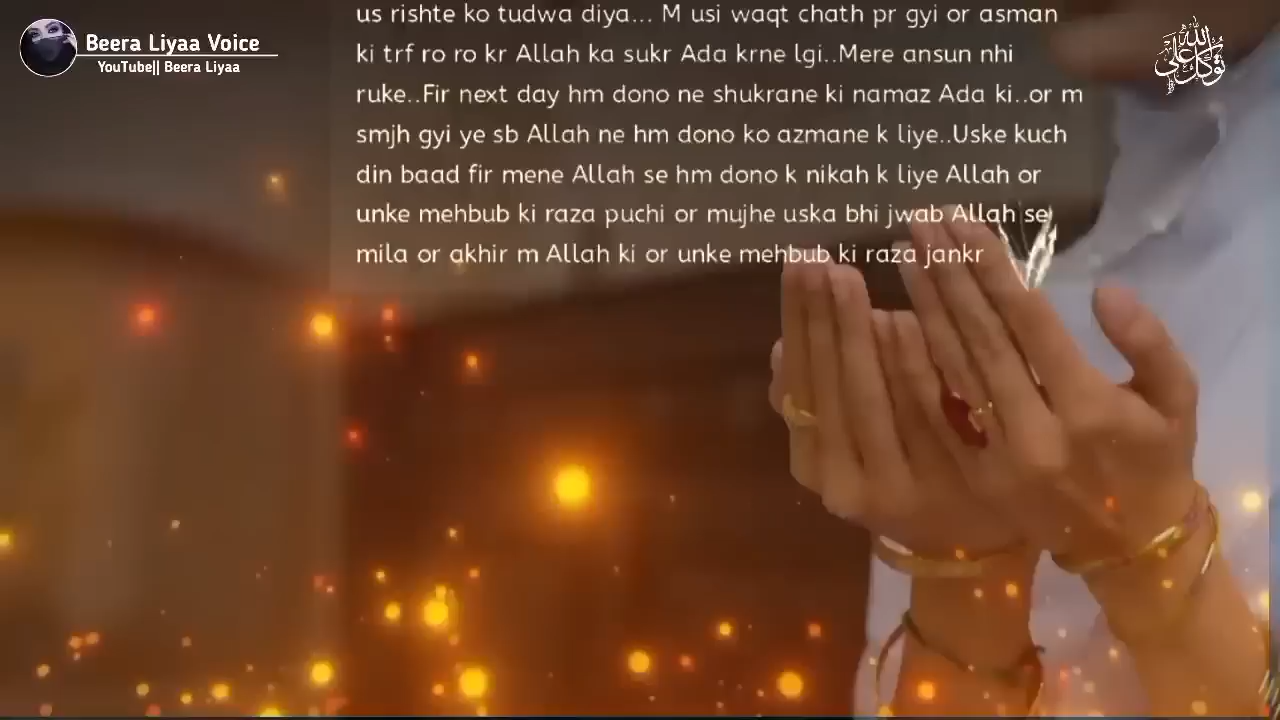 Beera Liyaa Voice
YouTube|| Beera Liyaa
توكل على الله
us rishte ko tudwa diya... M usi waqt chath pr gyi or asman
ki trf ro ro kr Allah ka sukr Ada krne lgi..Mere ansun nhi
ruke..Fir next day hm dono ne shukrane ki namaz Ada ki..or m
smjh gyi ye sb Allah ne hm dono ko azmane k liye..Uske kuch
din baad fir mene Allah se hm dono k nikah k liye Allah or
unke mehbub ki raza puchi or mujhe uska bhi jwab Allah se
mila or akhir m Allah ki or unke mehbub ki raza jankr